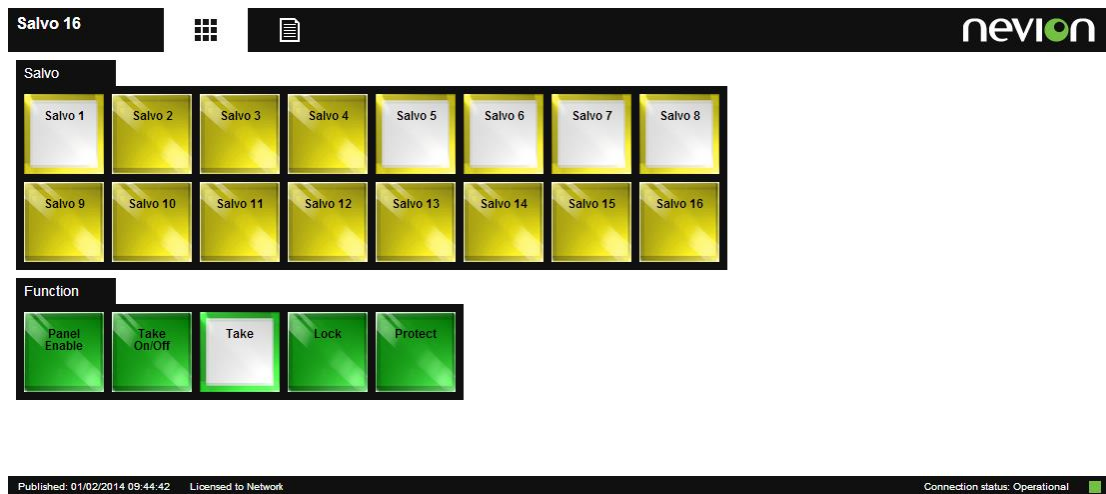 Salvo 16
nevion
Salvo
Salvo 1 Salvo 2 Salvo 3 Salvo 4 Salvo 5 Salvo 6 Salvo 7 Salvo 8
Salvo 9 Salvo 10 Salvo 11 Salvo 12 Salvo 13 Salvo 14 Salvo 15 Salvo 16
Function
Panel Enable Take On/Off Take Lock Protect
Published: 01/02/2014 09:44:42 Licensed to Network Connection status: Operational